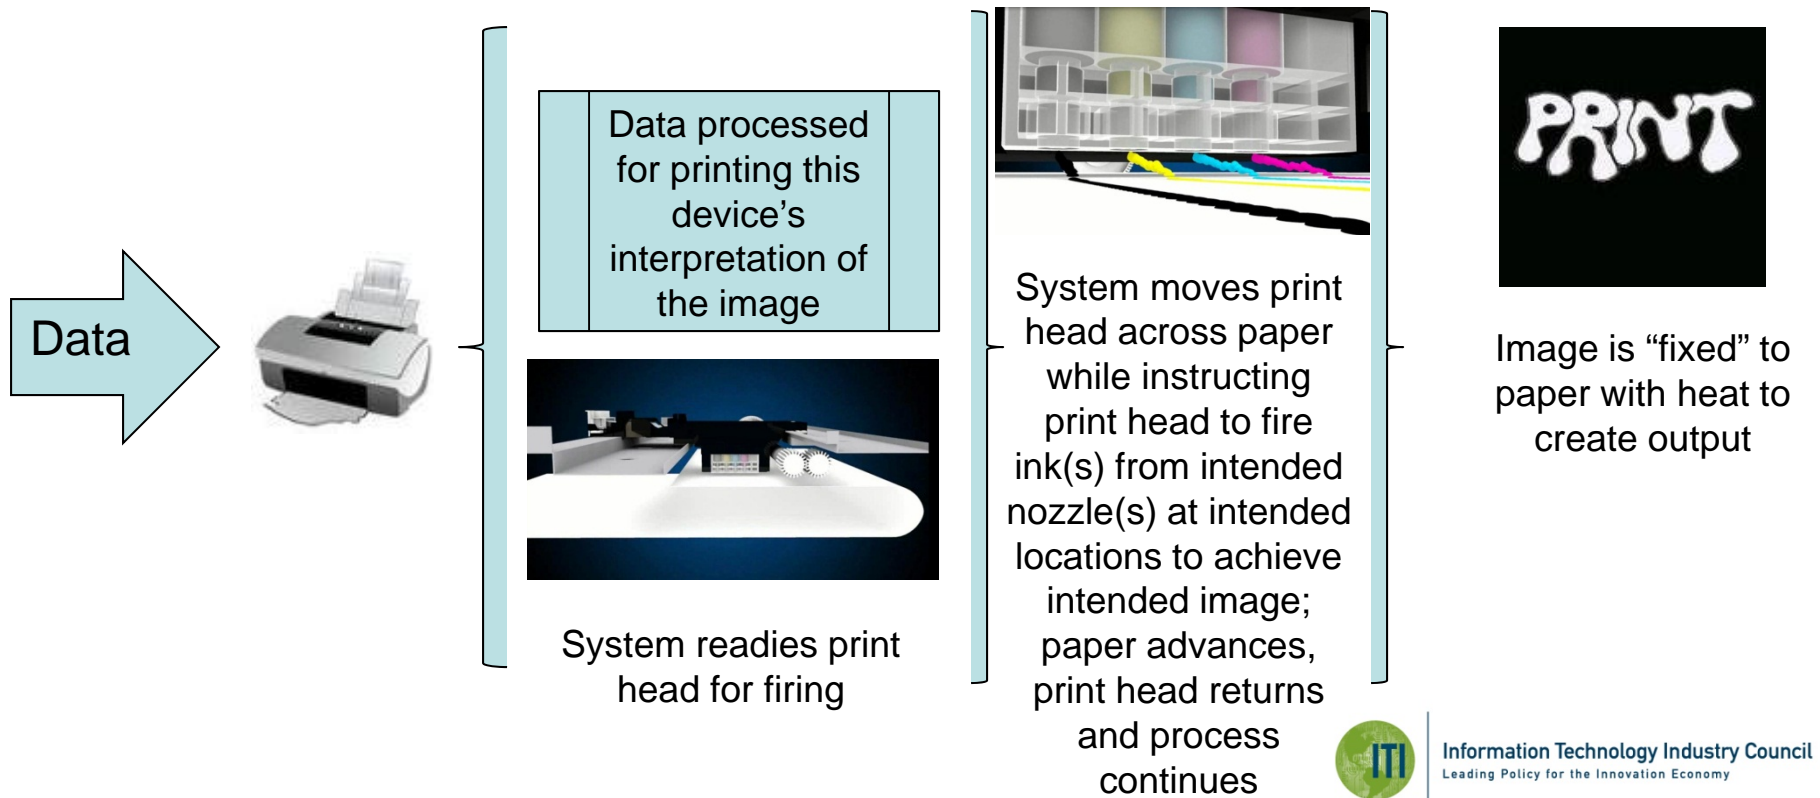 Data
Data processed
for printing this
device’s
interpretation of
the image
System readies print
head for firing
System moves print
head across paper
while instructing
print head to fire
ink(s) from intended
nozzle(s) at intended
locations to achieve
intended image;
paper advances,
print head returns
and process
continues
PRINT
Image is “fixed” to
paper with heat to
create output
ITI
Information Technology Industry Council
Leading Policy for the Innovation Economy